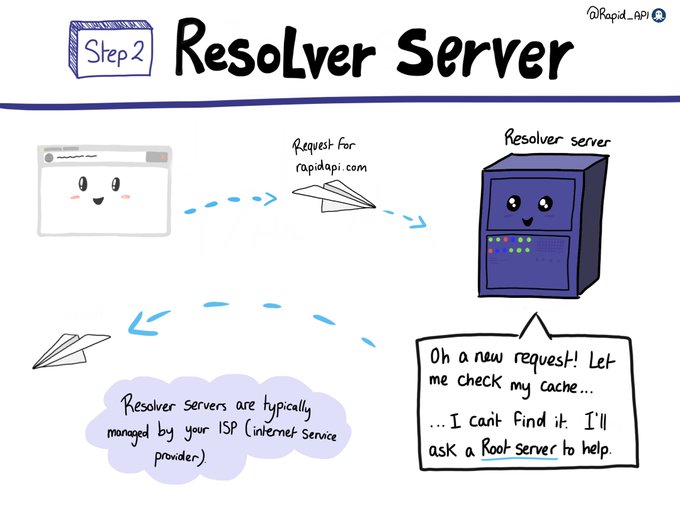 @Rapid_API
Step 2
Resolver Server
Request for
rapidapi.com
Resolver server
Oh a new request! Let
me check my cache...
...I can't find it. I'll
ask a Root server to help.
Resolver servers are typically
managed by your ISP (internet service
provider).